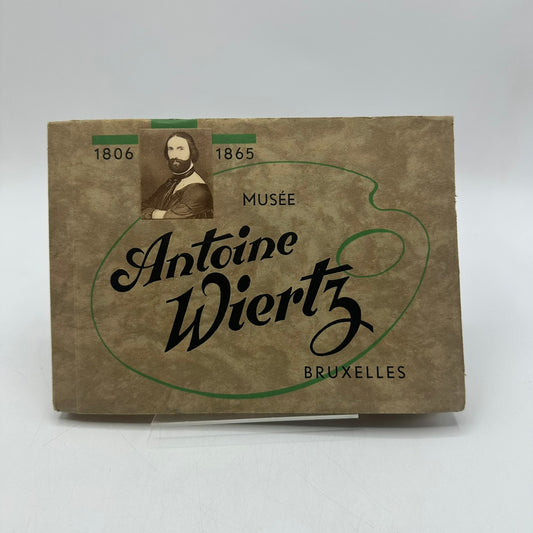 1806 1865
MUSÉE
Antoine
Wiertz
BRUXELLES